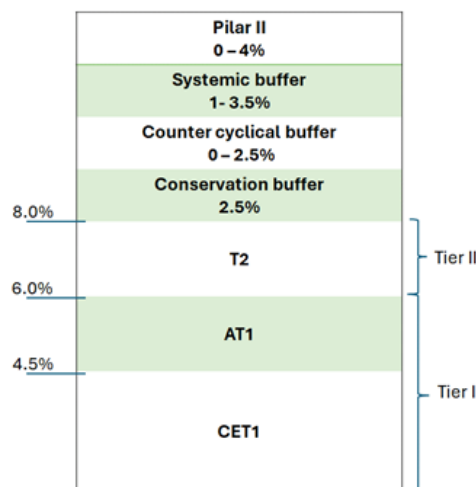 Pilar II
0 – 4%
Systemic buffer
1- 3.5%
Counter cyclical buffer
0 – 2.5%
Conservation buffer
2.5%
8.0%
T2
Tier II
6.0%
AT1
4.5%
Tier I
CET1